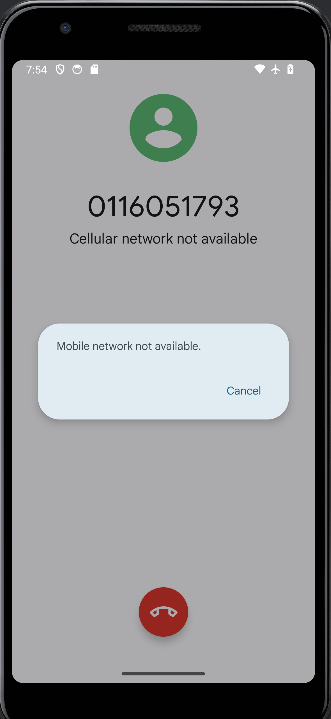 7:54
0116051793
Cellular network not available
Mobile network not available.
Cancel